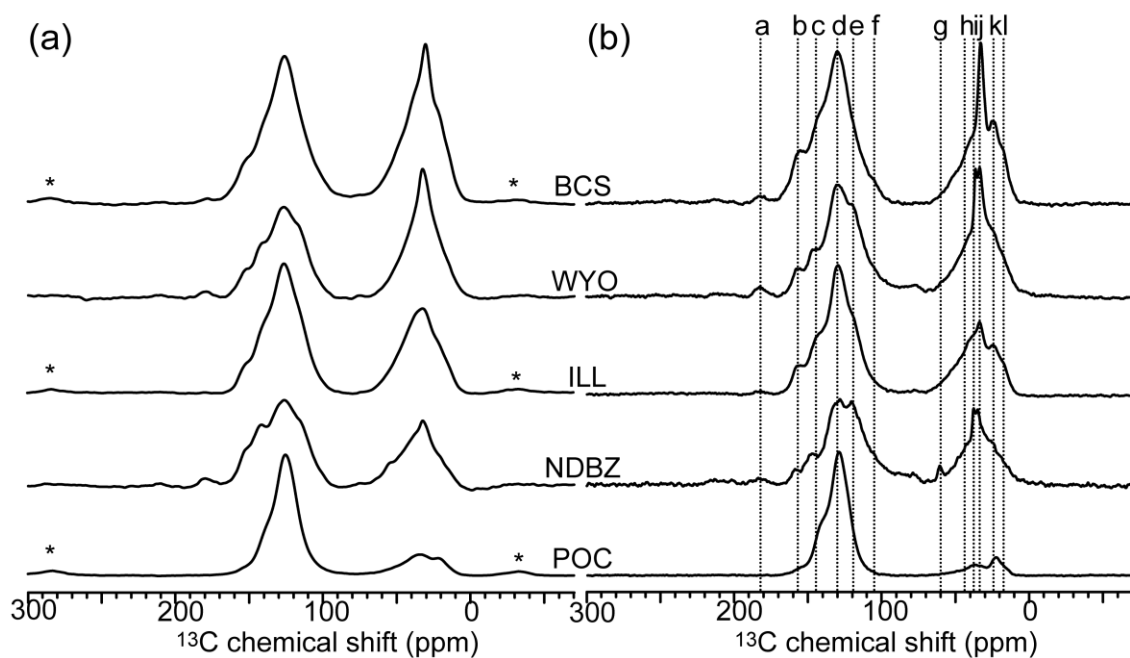 (a)
(b)
a b c d e f g h i j k l
* * BCS
WYO
* * ILL
NDBZ
* * POC
300 200 100 0 200 100 0
¹³C chemical shift (ppm) ¹³C chemical shift (ppm)